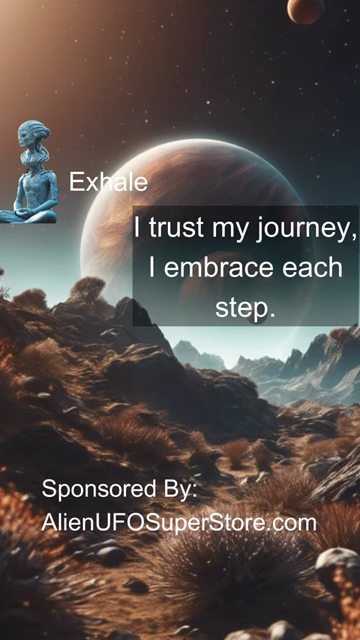 Exhale
I trust my journey,
I embrace each
step.
Sponsored By:
AlienUFOSuperStore.com